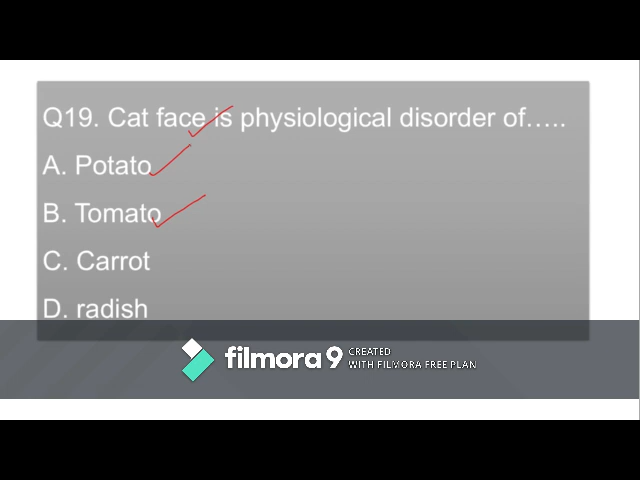 Q19. Cat face is physiological disorder of.....
A. Potato
B. Tomato
C. Carrot
D. radish
filmora 9 CREATED
WITH FILMORA FREE PLAN